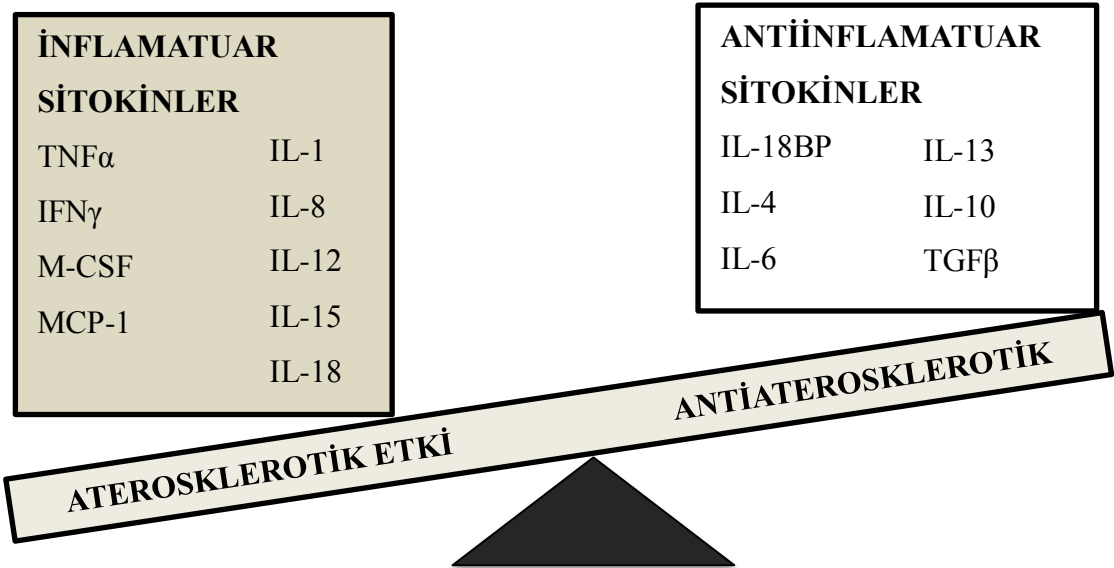 İNFLAMATUAR
SİTOKİNLER
TNFα IL-1
IFNγ IL-8
M-CSF IL-12
MCP-1 IL-15
IL-18
ANTİİNFLAMATUAR
SİTOKİNLER
IL-18BP IL-13
IL-4 IL-10
IL-6 TGFβ
ATEROSKLEROTİK ETKİ
ANTİATEROSKLEROTİK